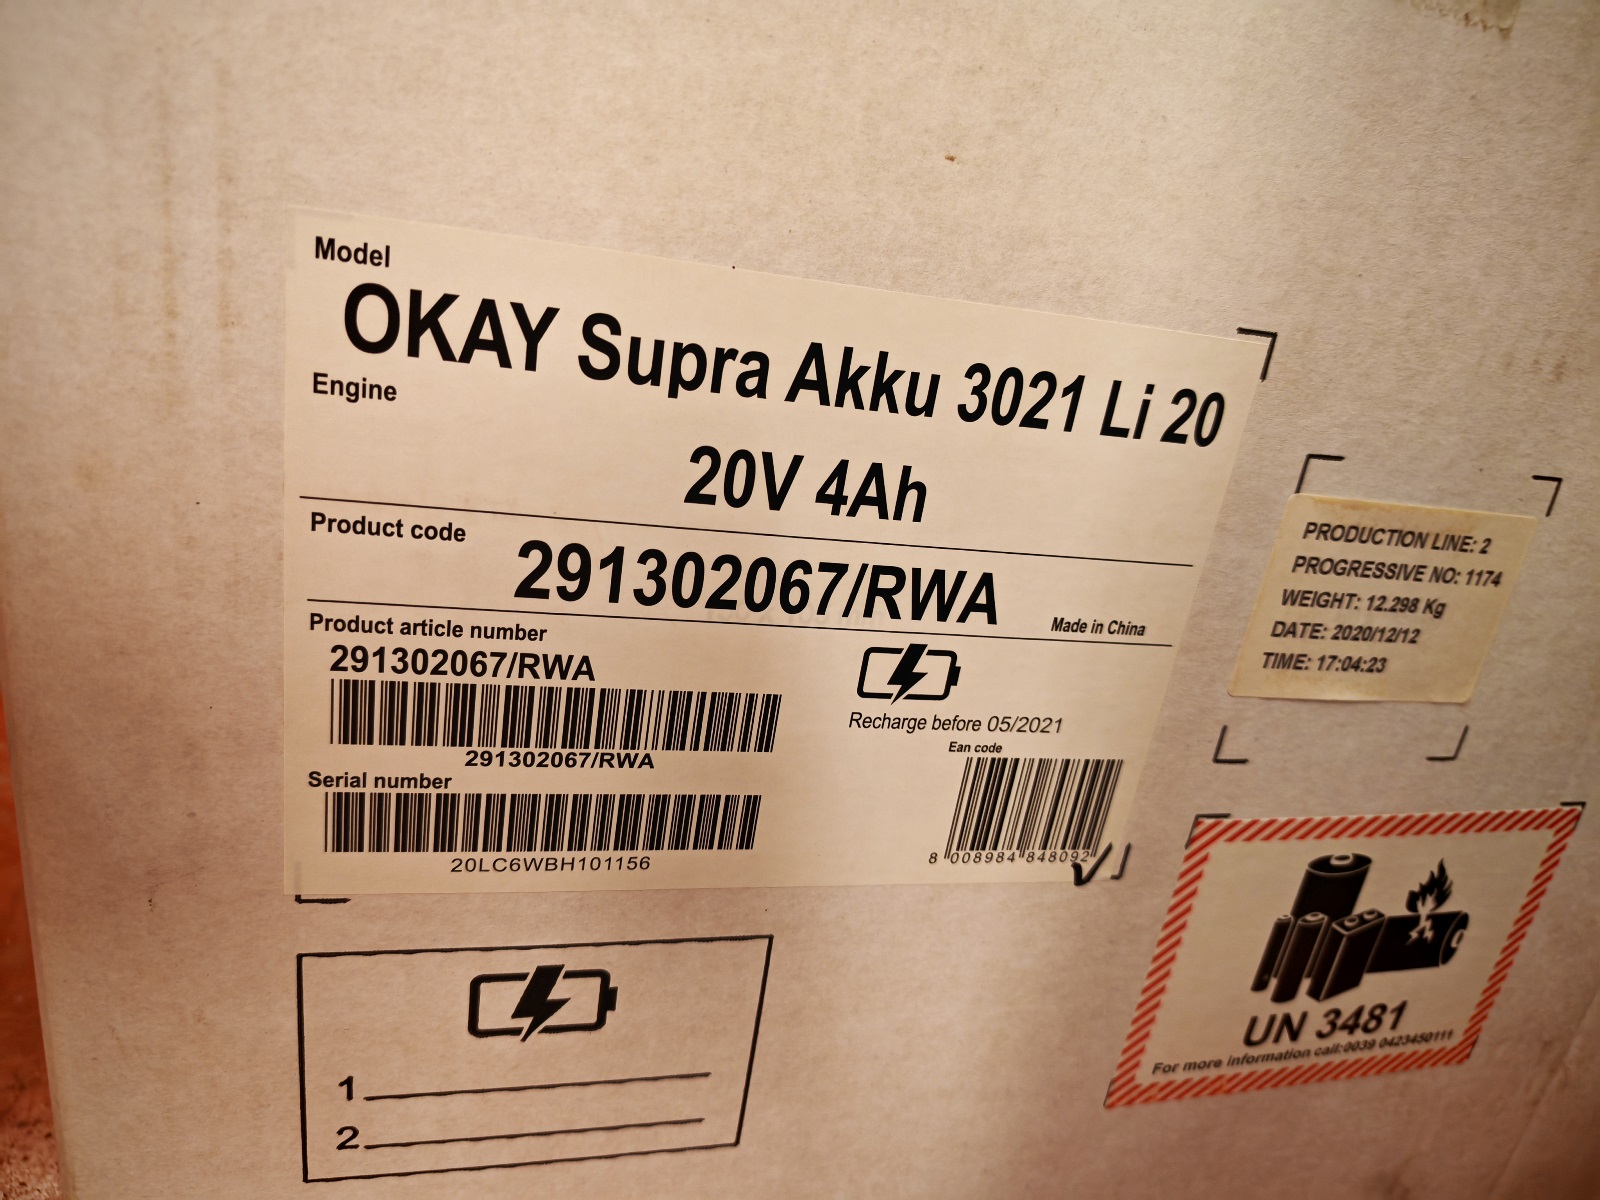 Model
OKAY Supra Akku 3021 Li 20
Engine
20V 4Ah
Product code
291302067/RWA
Made in China
Product article number
291302067/RWA
291302067/RWA
Serial number
20LC6WBH101156
Recharge before 05/2021
Ean code
8 008984 848092
PRODUCTION LINE: 2
PROGRESSIVE NO: 1174
WEIGHT: 12.298 Kg
DATE: 2020/12/12
TIME: 17:04:23
UN 3481
For more information call:0039 0423450111
1
2